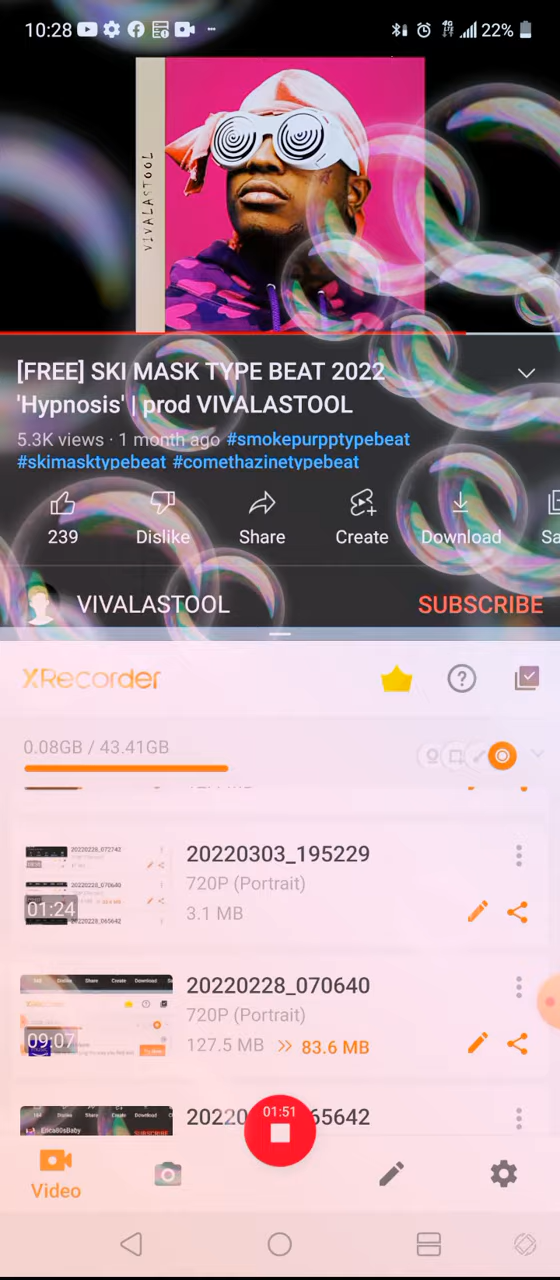 10:28
4G
22%
VIVALASTOOL
[FREE] SKI MASK TYPE BEAT 2022
'Hypnosis' | prod VIVALASTOOL
5.3K views · 1 month ago #smokepurpptypebeat
#skimasktypebeat #comethazinetypebeat
239
Dislike
Share
Create
Download
Sa
VIVALASTOOL
SUBSCRIBE
XRecorder
0.08GB / 43.41GB
20220303_195229
720P (Portrait)
01:24
3.1 MB
20220228_070640
720P (Portrait)
09:07
127.5 MB >> 83.6 MB
01:51
Video